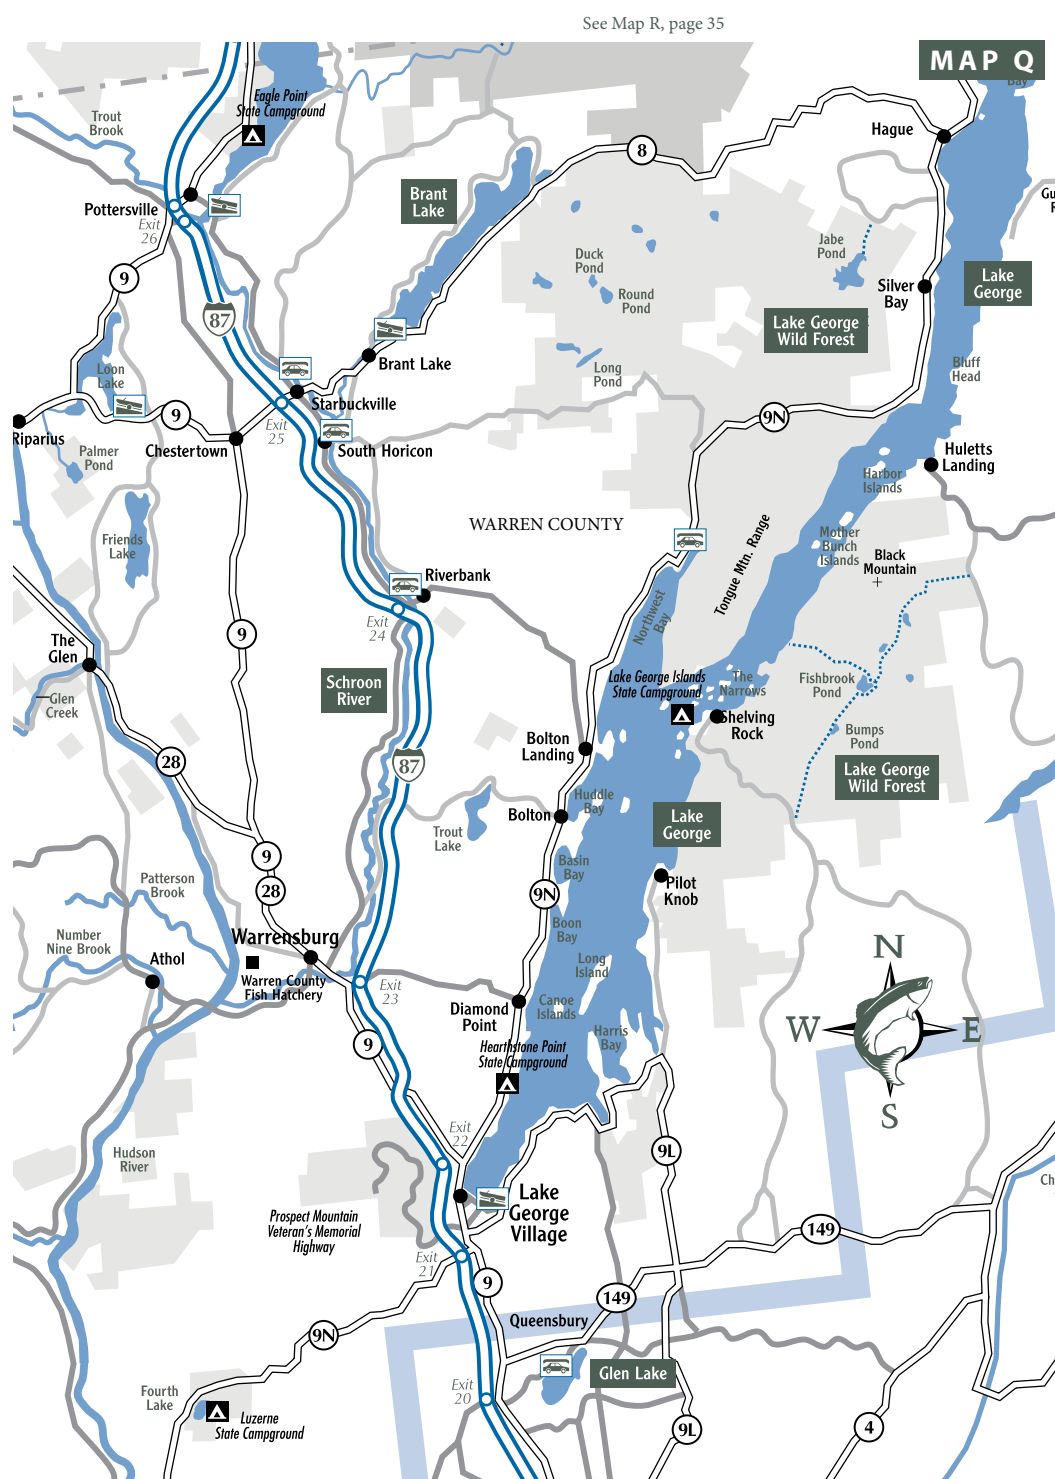 See Map R, page 35
MAP Q
Bay
Eagle Point
State Campground
Trout
Brook
Hague
8
Brant
Lake
Gu
Pottersville
Exit
26
Jabe
Pond
Duck
Pond
9
Silver
Bay
Lake
George
Round
Pond
87
Lake George
Wild Forest
Loon
Lake
Brant Lake
Long
Pond
Bluff
Head
Starbuckville
9
9N
Exit
25
Riparius
Chestertown
South Horicon
Huletts
Landing
Palmer
Pond
Harbor
Islands
WARREN COUNTY
Tongue Mtn. Range
Mother
Bunch
Islands
Friends
Lake
Black
Mountain
Riverbank
Northwest
Bay
Exit
24
9
The
Glen
Schroon
River
Lake George Islands
State Campground
The
Narrows
Fishbrook
Pond
Glen
Creek
Shelving
Rock
Bolton
Landing
Bumps
Pond
28
87
Lake George
Wild Forest
Huddle
Bay
Bolton
Lake
George
Trout
Lake
9
Basin
Bay
28
9N
Pilot
Knob
Patterson
Brook
Boon
Bay
Warrensburg
Number
Nine Brook
Athol
Long
Island
N
Warren County
Fish Hatchery
Exit
23
Diamond
Point
Canoe
Islands
W
E
Harris
Bay
9
Hearthstone Point
State Campground
S
Exit
22
9L
Hudson
River
Ch
Lake
George
Village
Prospect Mountain
Veteran's Memorial
Highway
149
Exit
21
9
149
Queensbury
9N
Glen Lake
Exit
20
Fourth
Lake
Luzerne
State Campground
9L
4